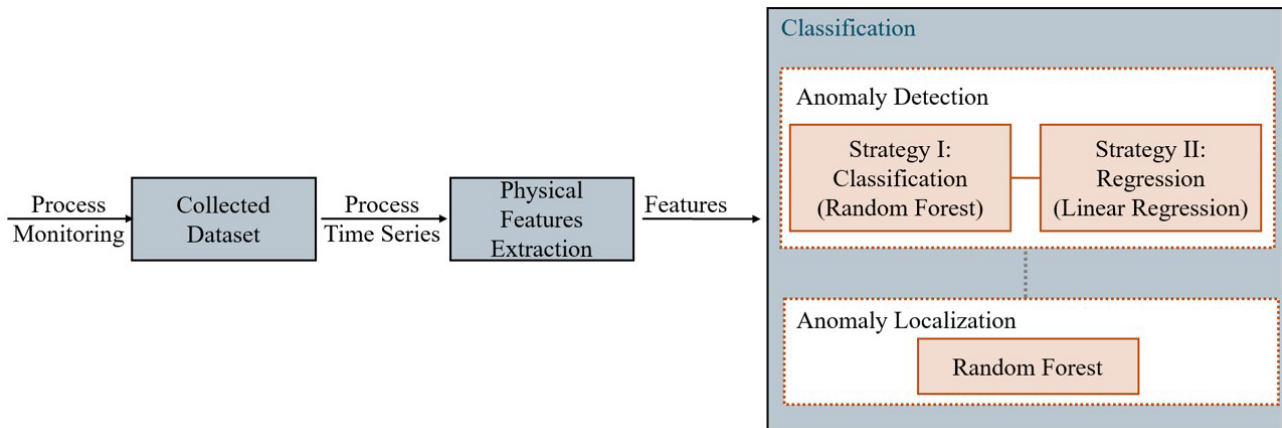 Process
Monitoring
Collected
Dataset
Process
Time Series
Physical
Features
Extraction
Features
Classification
Anomaly Detection
Strategy I:
Classification
(Random Forest)
Strategy II:
Regression
(Linear Regression)
Anomaly Localization
Random Forest